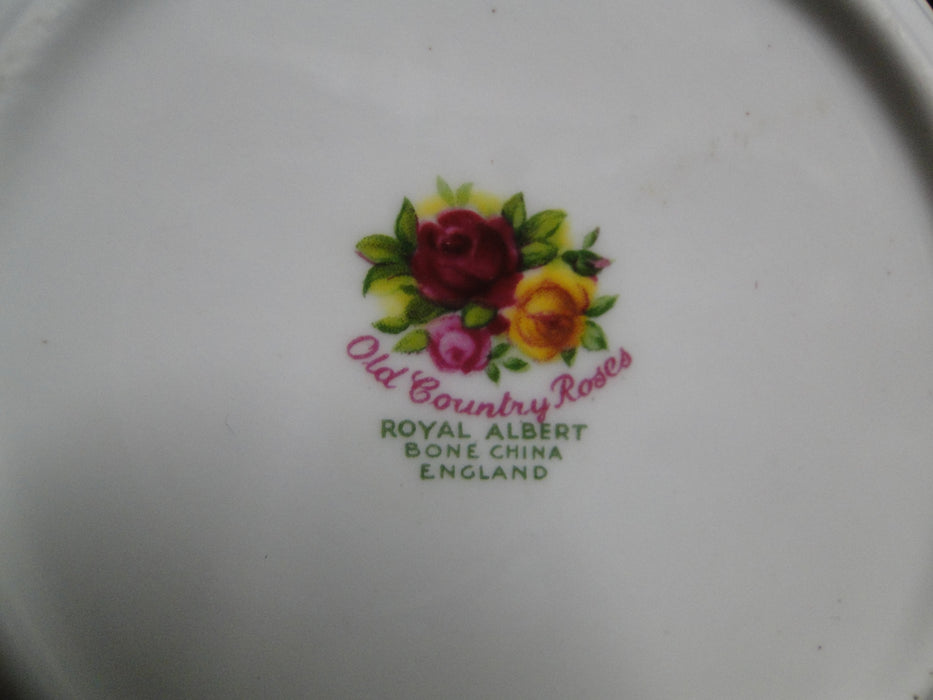 Old Country Roses
ROYAL ALBERT
BONE CHINA
ENGLAND